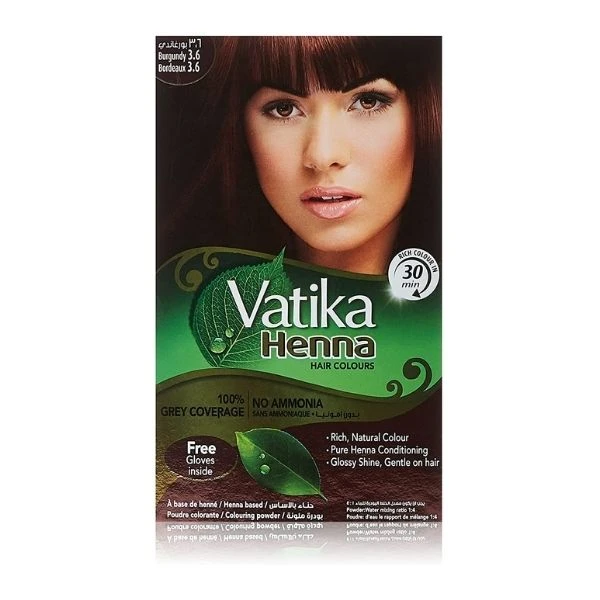 ٣.٦ بورغاندي
Burgundy 3.6
Bordeaux 3.6
RICH COLOUR IN
30
min
Vatika
Henna
HAIR COLOURS
100%
GREY COVERAGE
NO AMMONIA
SANS AMMONIAQUE بدون أمونيا
• Rich, Natural Colour
• Pure Henna Conditioning
• Glossy Shine, Gentle on hair
Free
Gloves
inside
À base de henné / Henna based / حناء بالأساس
Poudre colorante / Colouring powder / بودرة ملونة
Powder:Water mixing ratio 1:4
Poudre: d'eau le rapport de mélange 1:4